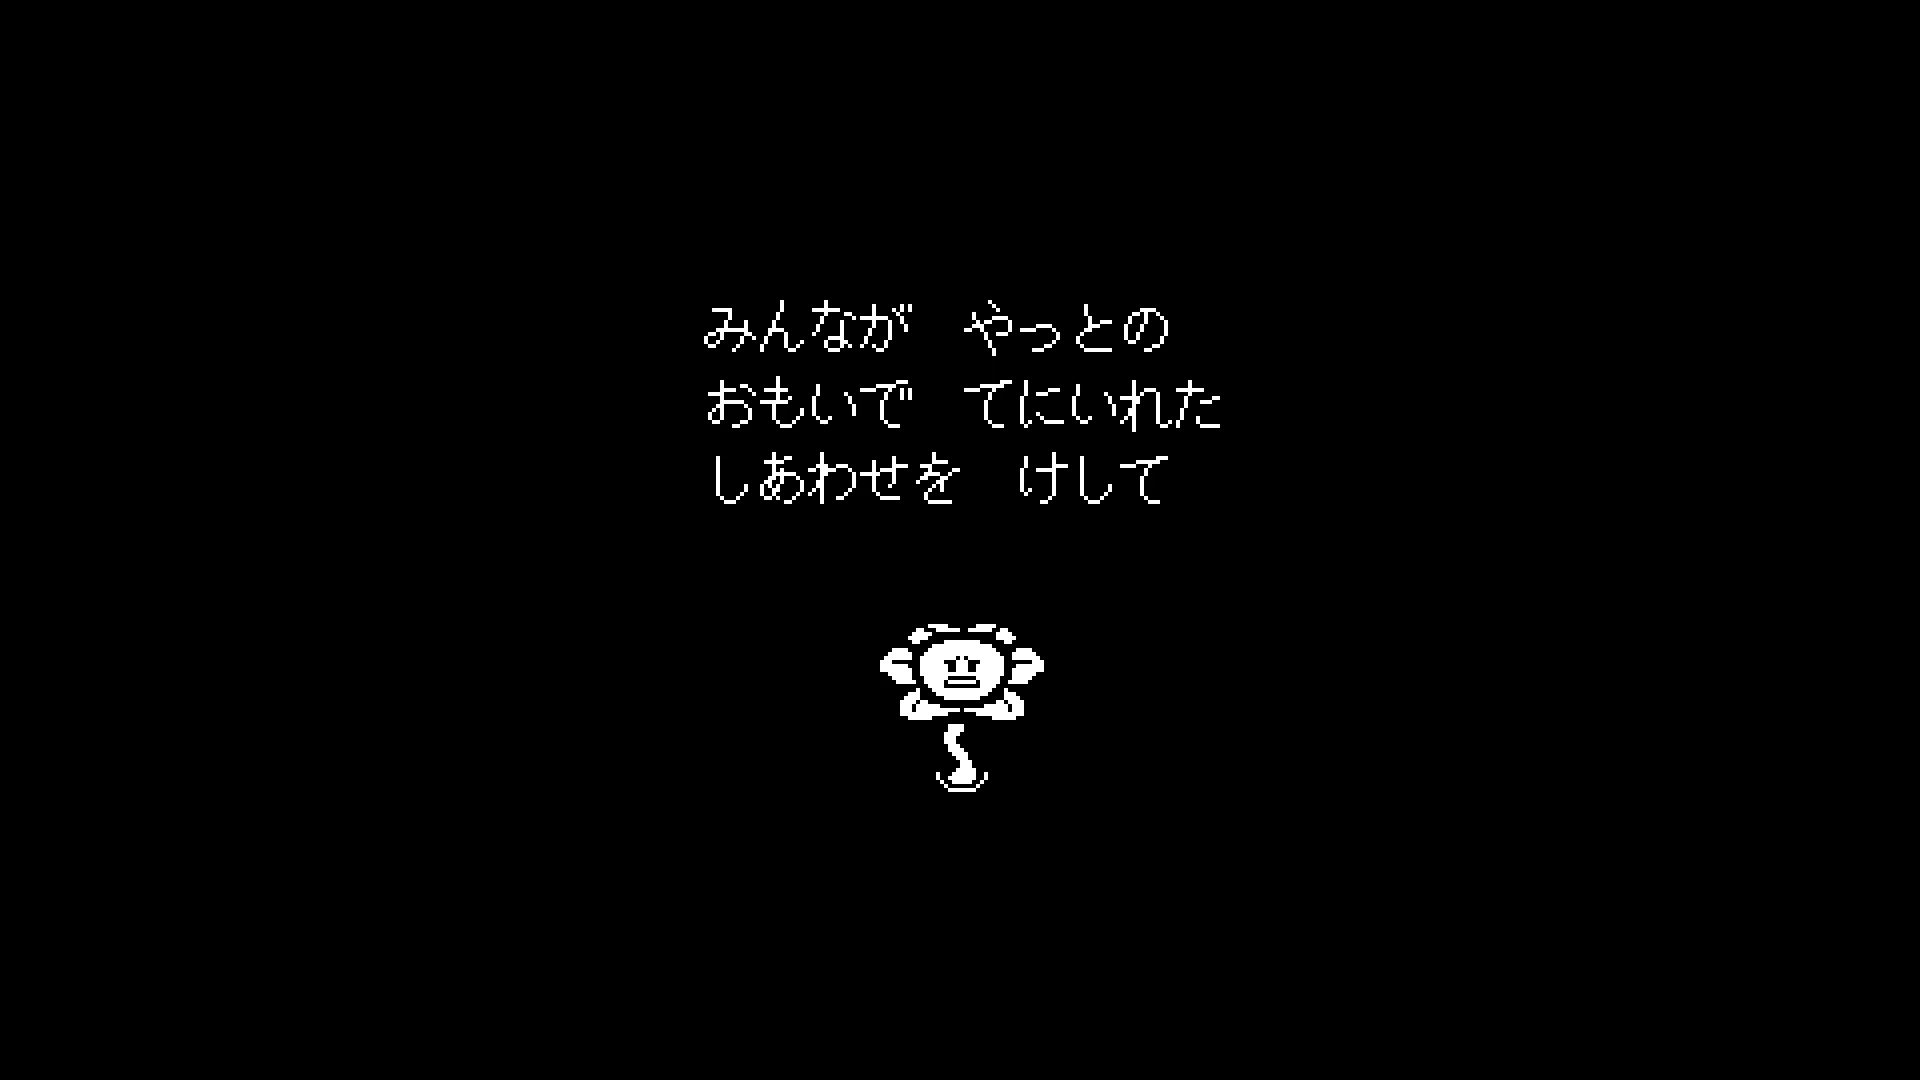 みんなが　やっとの
おもいで　てにいれた
しあわせを　けして